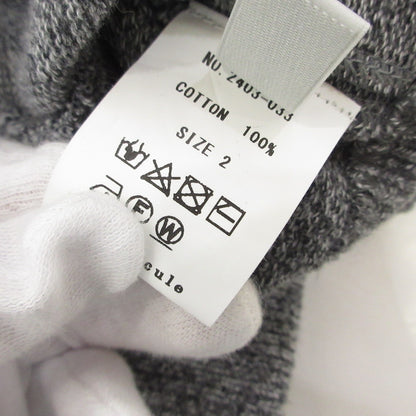 NO. 2403-033
COTTON 100%
SIZE 2
F W
cule